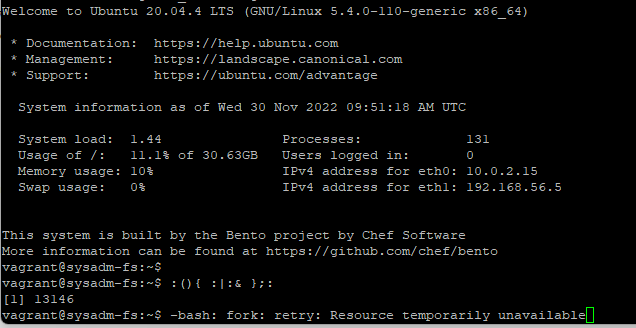 Welcome to Ubuntu 20.04.4 LTS (GNU/Linux 5.4.0-110-generic x86_64)
* Documentation: https://help.ubuntu.com
* Management: https://landscape.canonical.com
* Support: https://ubuntu.com/advantage
System information as of Wed 30 Nov 2022 09:51:18 AM UTC
System load: 1.44 Processes: 131
Usage of /: 11.1% of 30.63GB Users logged in: 0
Memory usage: 10% IPv4 address for eth0: 10.0.2.15
Swap usage: 0% IPv4 address for eth1: 192.168.56.5
This system is built by the Bento project by Chef Software
More information can be found at https://github.com/chef/bento
vagrant@sysadm-fs:~$
vagrant@sysadm-fs:~$ :(){ :|:& };:
[1] 13146
vagrant@sysadm-fs:~$ -bash: fork: retry: Resource temporarily unavailable